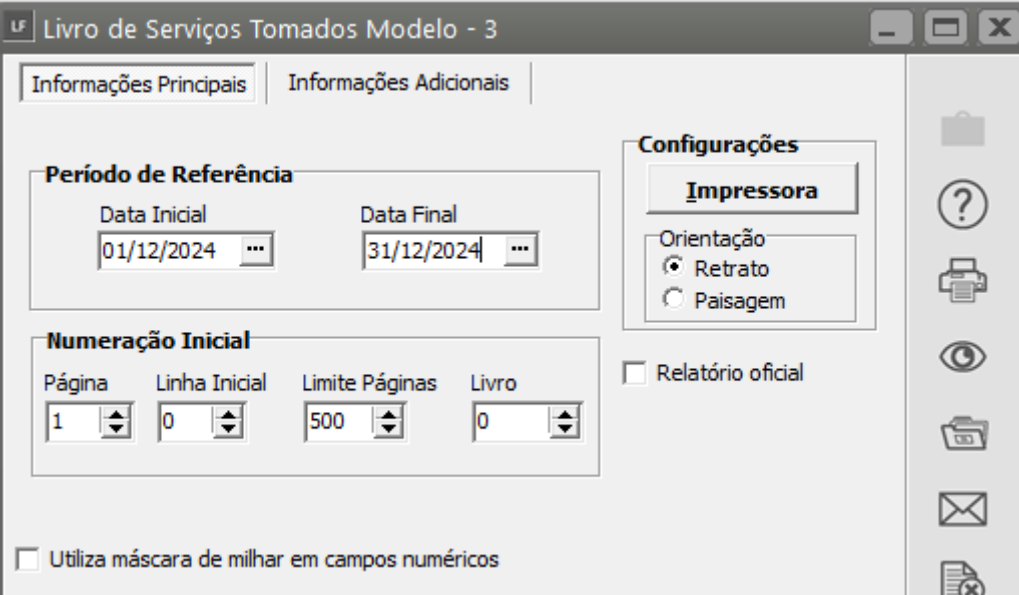 LF Livro de Serviços Tomados Modelo - 3
Informações Principais Informações Adicionais
Período de Referência
Data Inicial Data Final
01/12/2024 ... 31/12/2024 ...
Configurações
Impressora
Orientação
Retrato
Paisagem
Numeração Inicial
Página Linha Inicial Limite Páginas Livro
1 0 500 0
Relatório oficial
Utiliza máscara de milhar em campos numéricos